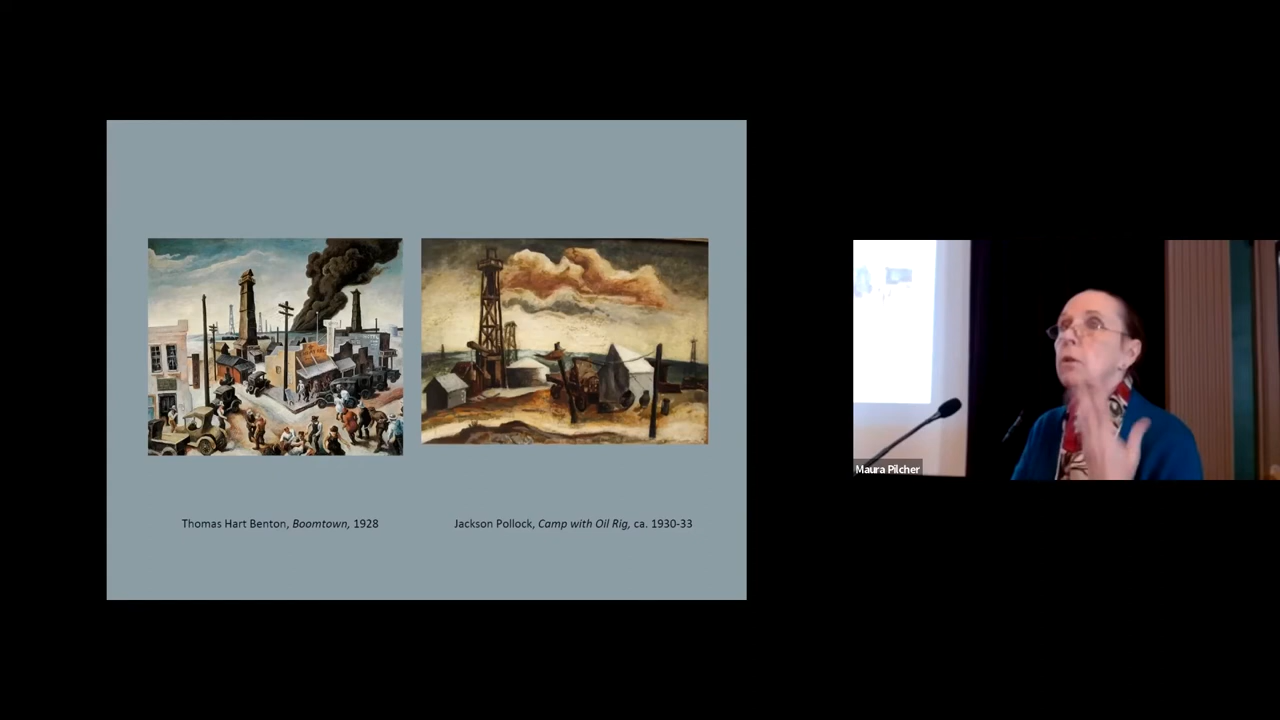 Thomas Hart Benton, Boomtown, 1928
Jackson Pollock, Camp with Oil Rig, ca. 1930-33
Maura Pilcher